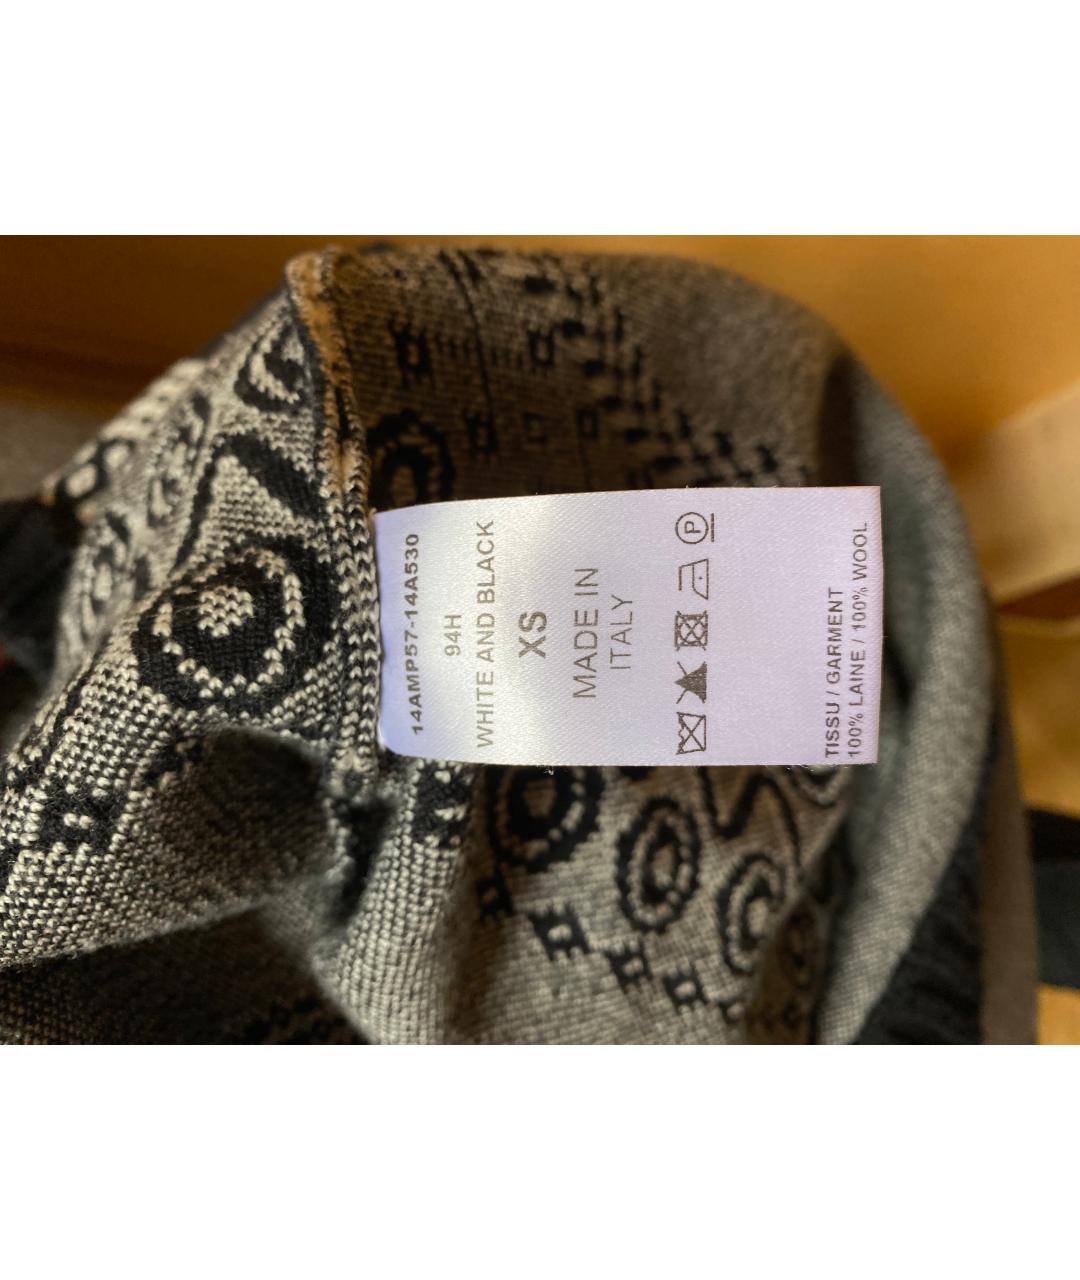 14AMP57-14A530
94H
WHITE AND BLACK
XS
MADE IN
ITALY
P
TISSU / GARMENT
100% LAINE / 100% WOOL